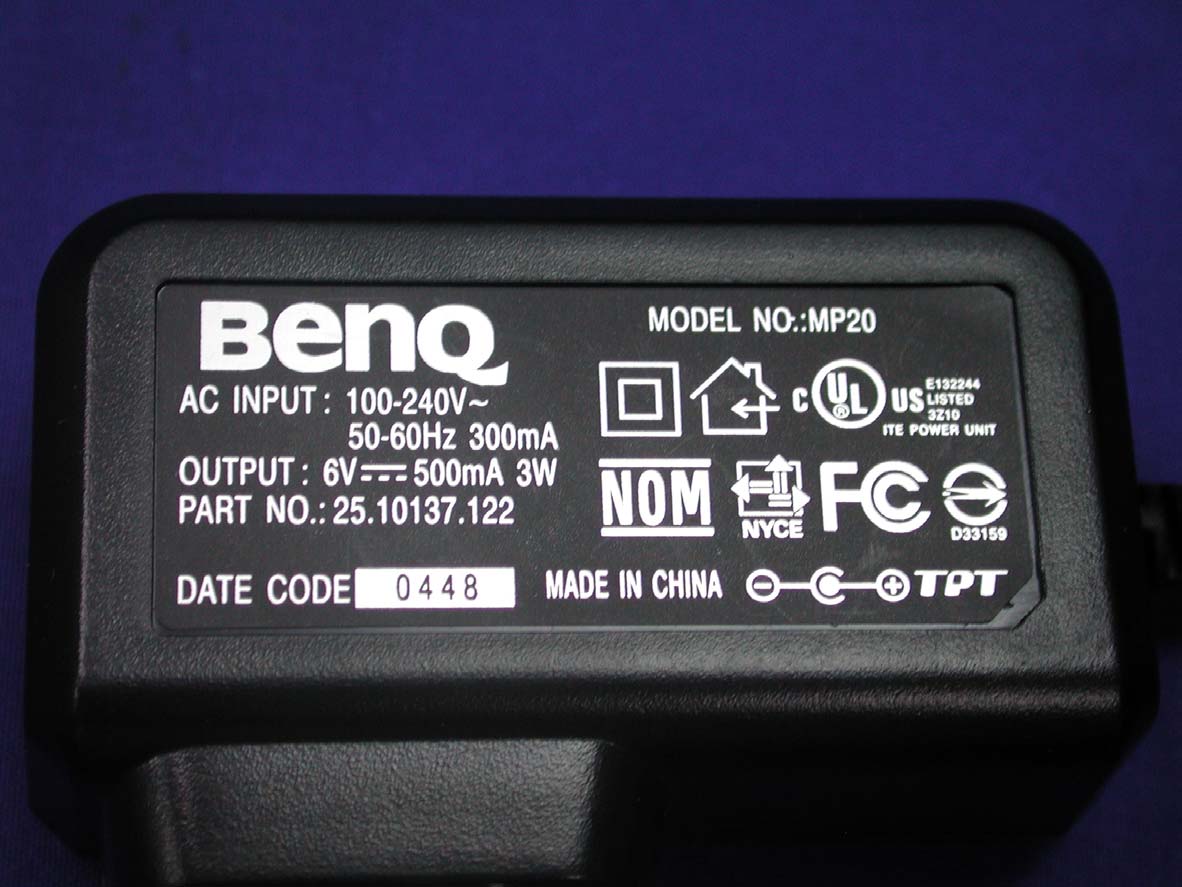 BenQ
MODEL NO.:MP20
AC INPUT: 100-240V~
50-60Hz 300mA
OUTPUT: 6V⎓500mA 3W
PART NO.: 25.10137.122
C UL ® US
E132244
LISTED
3Z10
ITE POWER UNIT
NOM
NYCE
FC
D33159
DATE CODE 0448
MADE IN CHINA
TPT